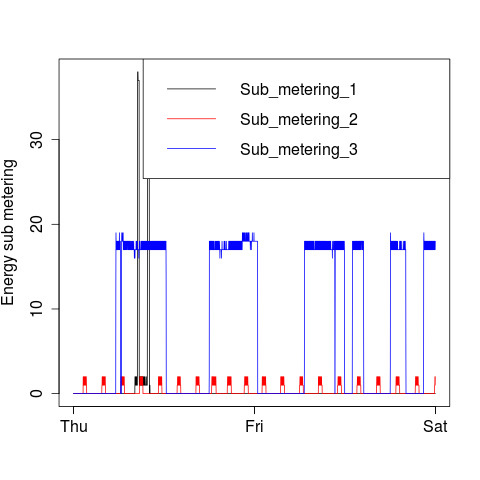 Sub_metering_1
Sub_metering_2
Sub_metering_3
Energy sub metering
30
20
10
0
Thu Fri Sat